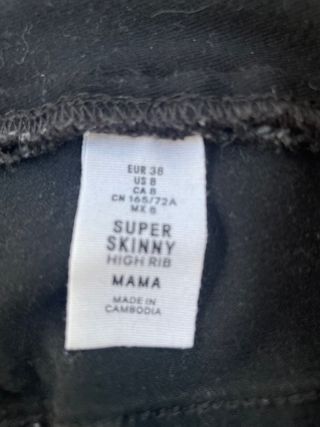 EUR 38
US 8
CA 8
CN 165/72A
MX 8
SUPER
SKINNY
HIGH RIB
MAMA
MADE IN
CAMBODIA